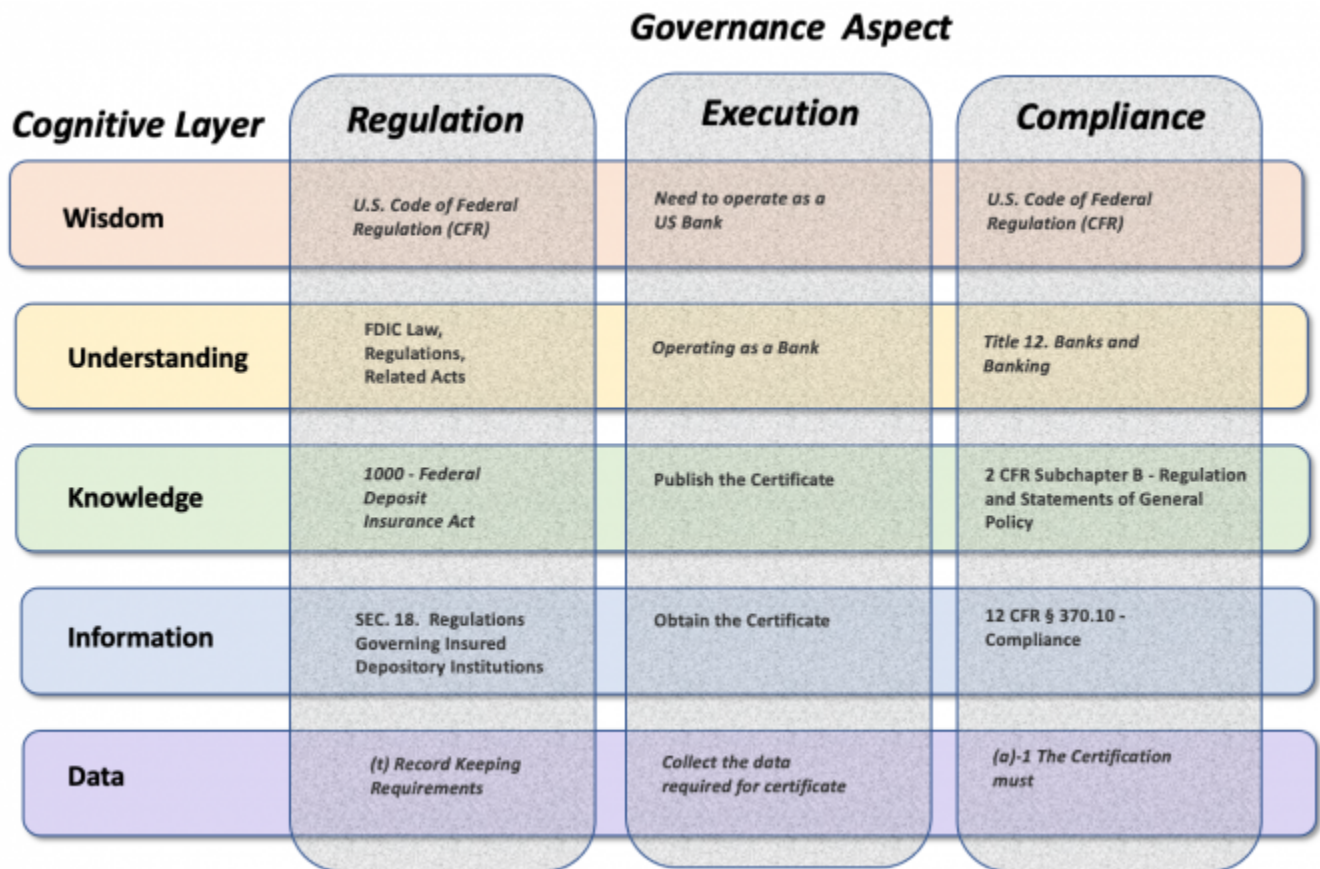 Governance Aspect
Cognitive Layer
Regulation
Execution
Compliance
Wisdom
U.S. Code of Federal
Regulation (CFR)
Need to operate as a
US Bank
U.S. Code of Federal
Regulation (CFR)
Understanding
FDIC Law,
Regulations,
Related Acts
Operating as a Bank
Title 12. Banks and
Banking
Knowledge
1000 - Federal
Deposit
Insurance Act
Publish the Certificate
2 CFR Subchapter B - Regulation
and Statements of General
Policy
Information
SEC. 18. Regulations
Governing Insured
Depository Institutions
Obtain the Certificate
12 CFR § 370.10 -
Compliance
Data
(t) Record Keeping
Requirements
Collect the data
required for certificate
(a)-1 The Certification
must